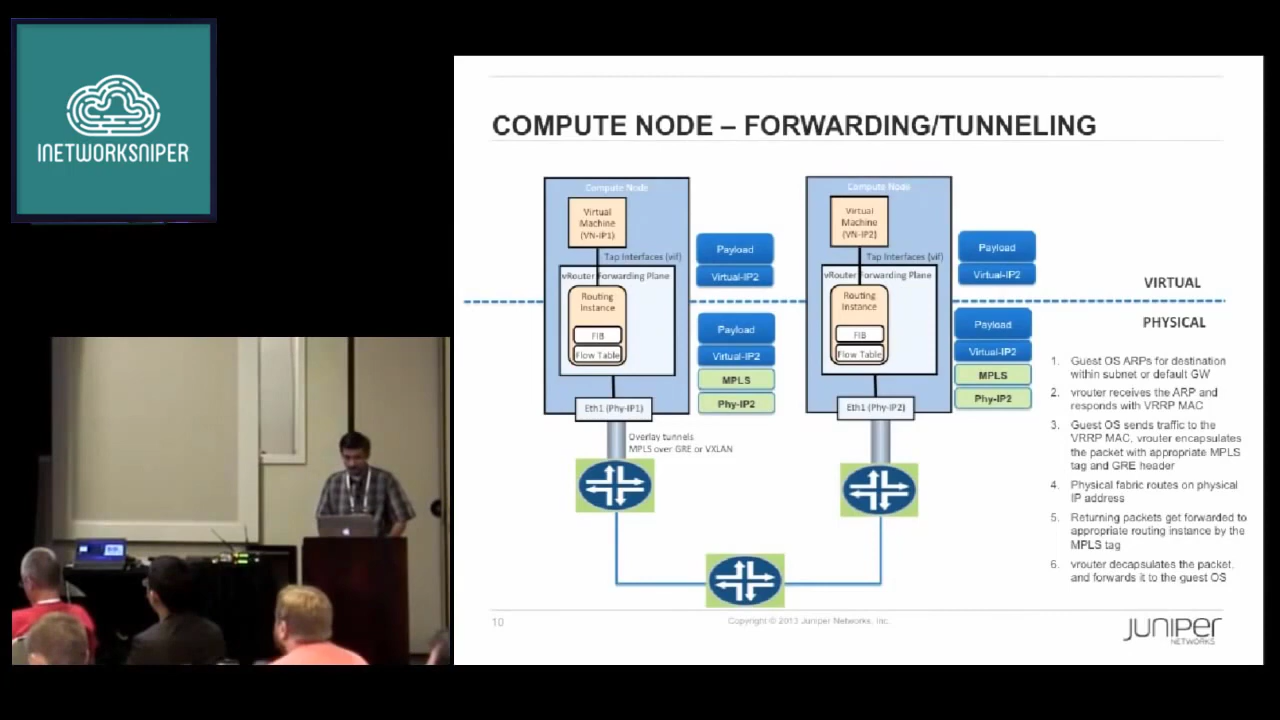 INETWORKSNIPER
COMPUTE NODE – FORWARDING/TUNNELING
Compute Node
Virtual
Machine
(VN-IP1)
Tap Interfaces (vif)
vRouter Forwarding Plane
Routing
Instance
FIB
Flow Table
Eth1 (Phy-IP1)
Payload
Virtual-IP2
Payload
Virtual-IP2
MPLS
Phy-IP2
Overlay tunnels
MPLS over GRE or VXLAN
Compute Node
Virtual
Machine
(VN-IP2)
Tap Interfaces (vif)
vRouter Forwarding Plane
Routing
Instance
FIB
Flow Table
Eth1 (Phy-IP2)
Payload
Virtual-IP2
Payload
Virtual-IP2
MPLS
Phy-IP2
VIRTUAL
PHYSICAL
1. Guest OS ARPs for destination
within subnet or default GW
2. vrouter receives the ARP and
responds with VRRP MAC
3. Guest OS sends traffic to the
VRRP MAC, vrouter encapsulates
the packet with appropriate MPLS
tag and GRE header
4. Physical fabric routes on physical
IP address
5. Returning packets get forwarded to
appropriate routing instance by the
MPLS tag
6. vrouter decapsulates the packet,
and forwards it to the guest OS
10
Copyright © 2013 Juniper Networks, Inc.
JUNIPER
NETWORKS